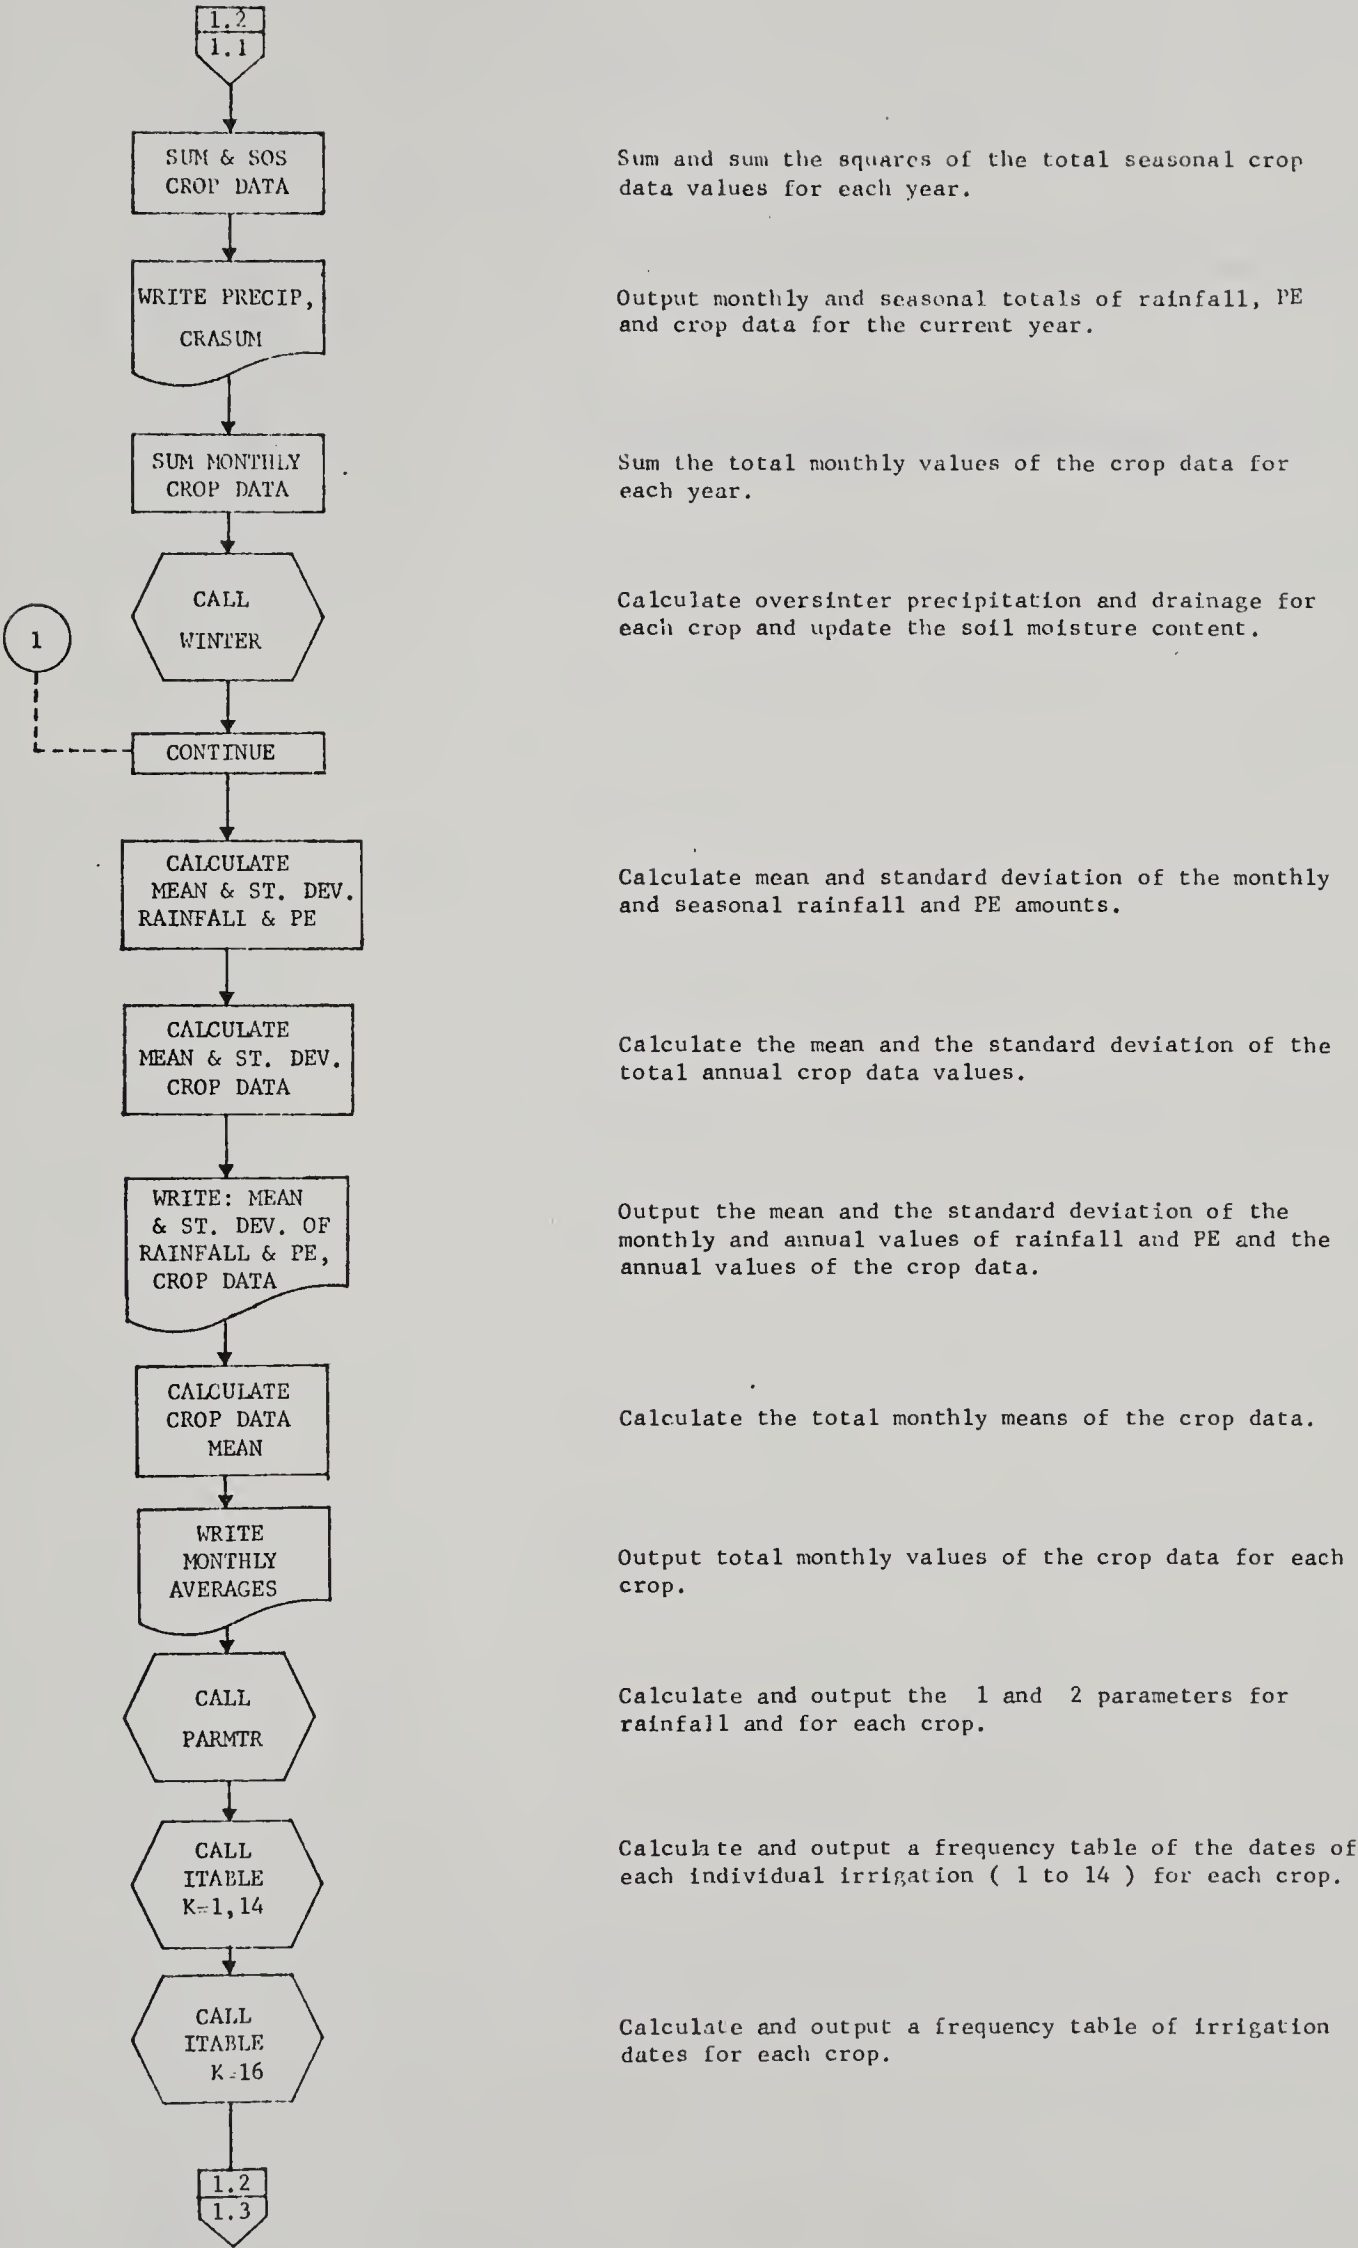 1.2
1.1
SUM & SOS
CROP DATA
Sum and sum the squares of the total seasonal crop
data values for each year.
WRITE PRECIP,
CRASUM
Output monthly and seasonal totals of rainfall, PE
and crop data for the current year.
SUM MONTHLY
CROP DATA
Sum the total monthly values of the crop data for
each year.
CALL
WINTER
Calculate oversinter precipitation and drainage for
each crop and update the soil moisture content.
1
CONTINUE
CALCULATE
MEAN & ST. DEV.
RAINFALL & PE
Calculate mean and standard deviation of the monthly
and seasonal rainfall and PE amounts.
CALCULATE
MEAN & ST. DEV.
CROP DATA
Calculate the mean and the standard deviation of the
total annual crop data values.
WRITE: MEAN
& ST. DEV. OF
RAINFALL & PE,
CROP DATA
Output the mean and the standard deviation of the
monthly and annual values of rainfall and PE and the
annual values of the crop data.
CALCULATE
CROP DATA
MEAN
Calculate the total monthly means of the crop data.
WRITE
MONTHLY
AVERAGES
Output total monthly values of the crop data for each
crop.
CALL
PARMTR
Calculate and output the 1 and 2 parameters for
rainfall and for each crop.
CALL
ITABLE
K=1,14
Calculate and output a frequency table of the dates of
each individual irrigation ( 1 to 14 ) for each crop.
CALL
ITABLE
K=16
Calculate and output a frequency table of irrigation
dates for each crop.
1.2
1.3